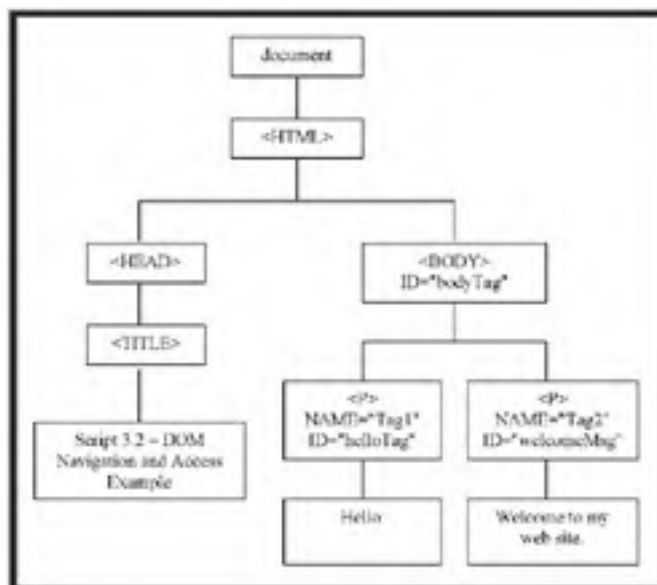 document
<HTML>
<HEAD>
<BODY>
ID="bodyTag"
<TITLE>
<P>
NAME="Tag1"
ID="helloTag"
<P>
NAME="Tag2"
ID="welcomeMsg"
Script 3.2 – DOM
Navigation and Access
Example
Hello
Welcome to my
web site.